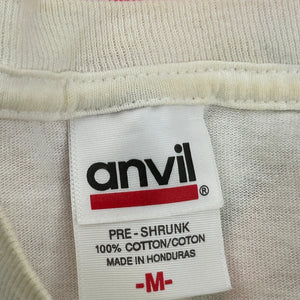 anvil®
PRE - SHRUNK
100% COTTON/COTON
MADE IN HONDURAS
-M-